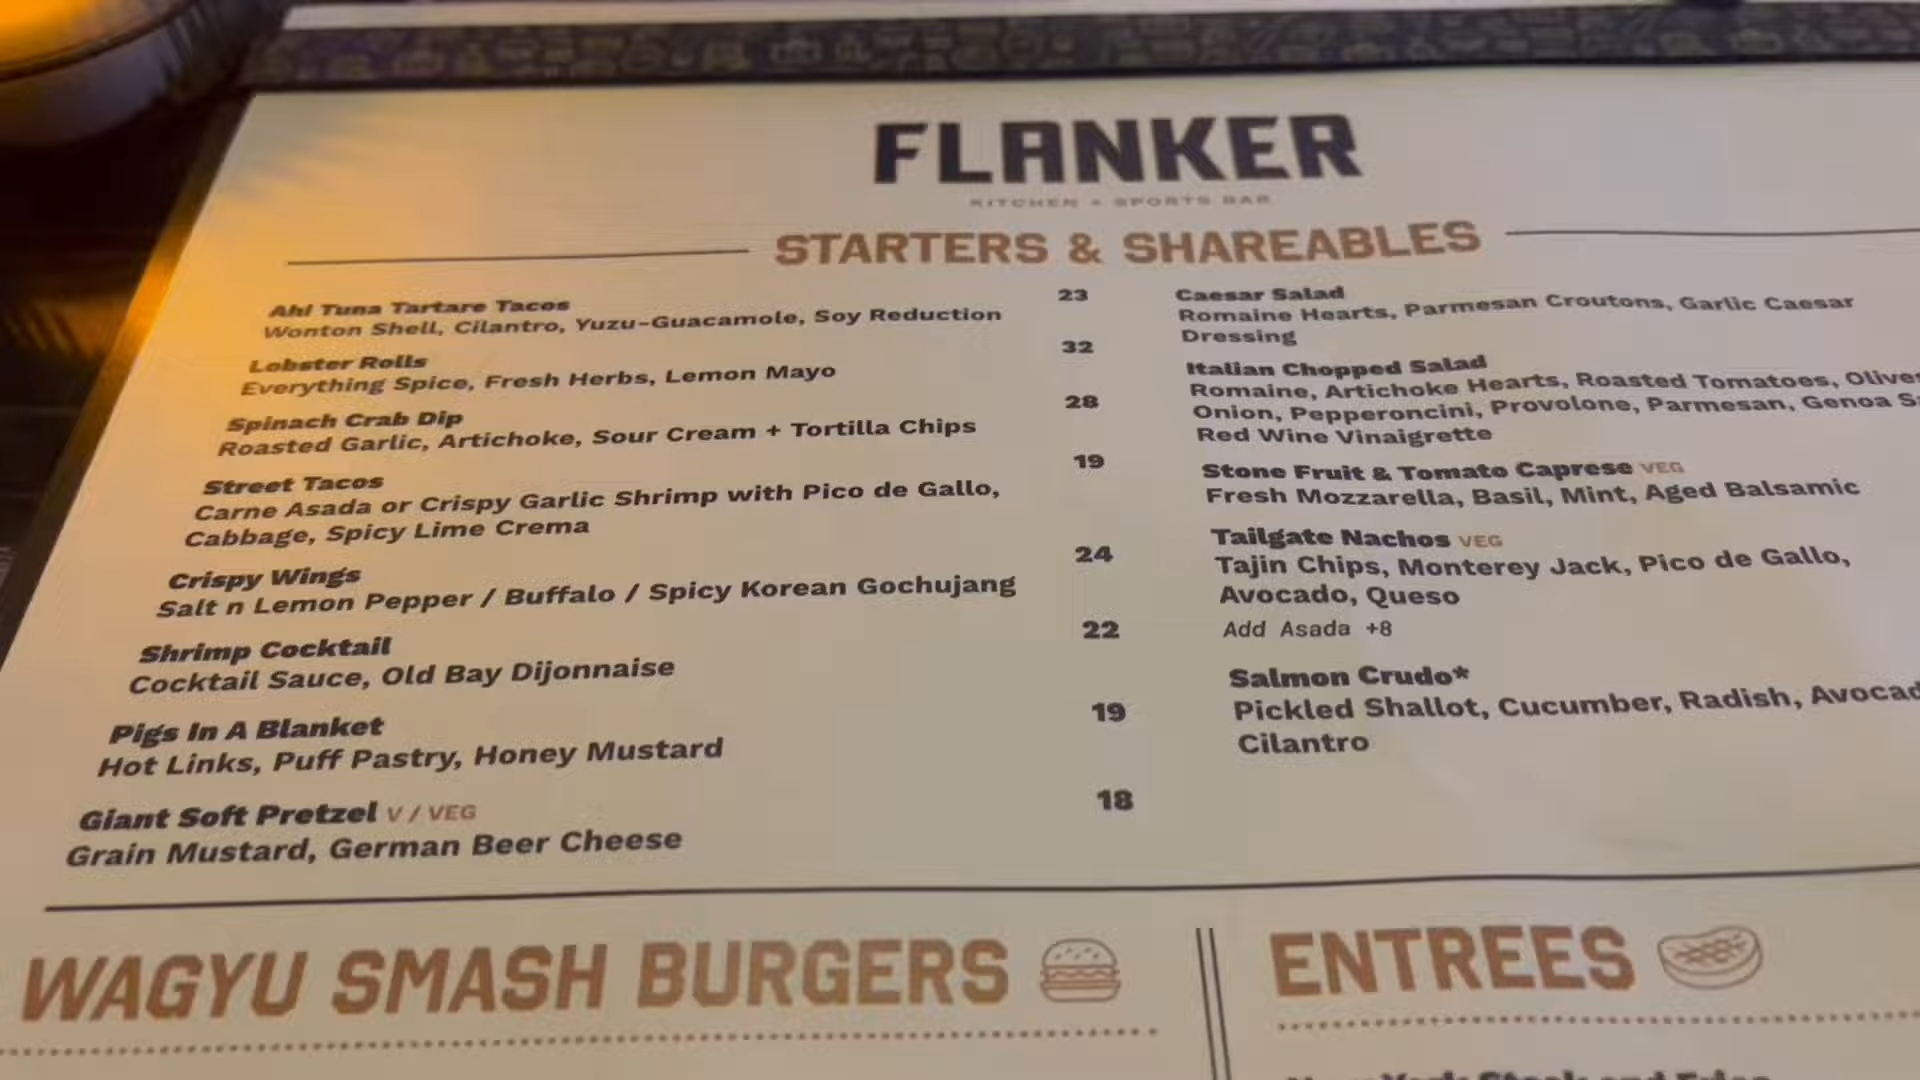 FLANKER
KITCHEN + SPORTS BAR
STARTERS & SHAREABLES
Ahi Tuna Tartare Tacos 23
Wonton Shell, Cilantro, Yuzu-Guacamole, Soy Reduction
Lobster Rolls 32
Everything Spice, Fresh Herbs, Lemon Mayo
Spinach Crab Dip 28
Roasted Garlic, Artichoke, Sour Cream + Tortilla Chips
Street Tacos 19
Carne Asada or Crispy Garlic Shrimp with Pico de Gallo,
Cabbage, Spicy Lime Crema
Crispy Wings 24
Salt n Lemon Pepper / Buffalo / Spicy Korean Gochujang
Shrimp Cocktail 22
Cocktail Sauce, Old Bay Dijonnaise
Pigs In A Blanket 19
Hot Links, Puff Pastry, Honey Mustard
Giant Soft Pretzel V / VEG 18
Grain Mustard, German Beer Cheese
Caesar Salad
Romaine Hearts, Parmesan Croutons, Garlic Caesar
Dressing
Italian Chopped Salad
Romaine, Artichoke Hearts, Roasted Tomatoes, Olives
Onion, Pepperoncini, Provolone, Parmesan, Genoa
Red Wine Vinaigrette
Stone Fruit & Tomato Caprese VEG
Fresh Mozzarella, Basil, Mint, Aged Balsamic
Tailgate Nachos VEG
Tajin Chips, Monterey Jack, Pico de Gallo,
Avocado, Queso
Add Asada +8
Salmon Crudo*
Pickled Shallot, Cucumber, Radish, Avocad
Cilantro
WAGYU SMASH BURGERS
ENTREES